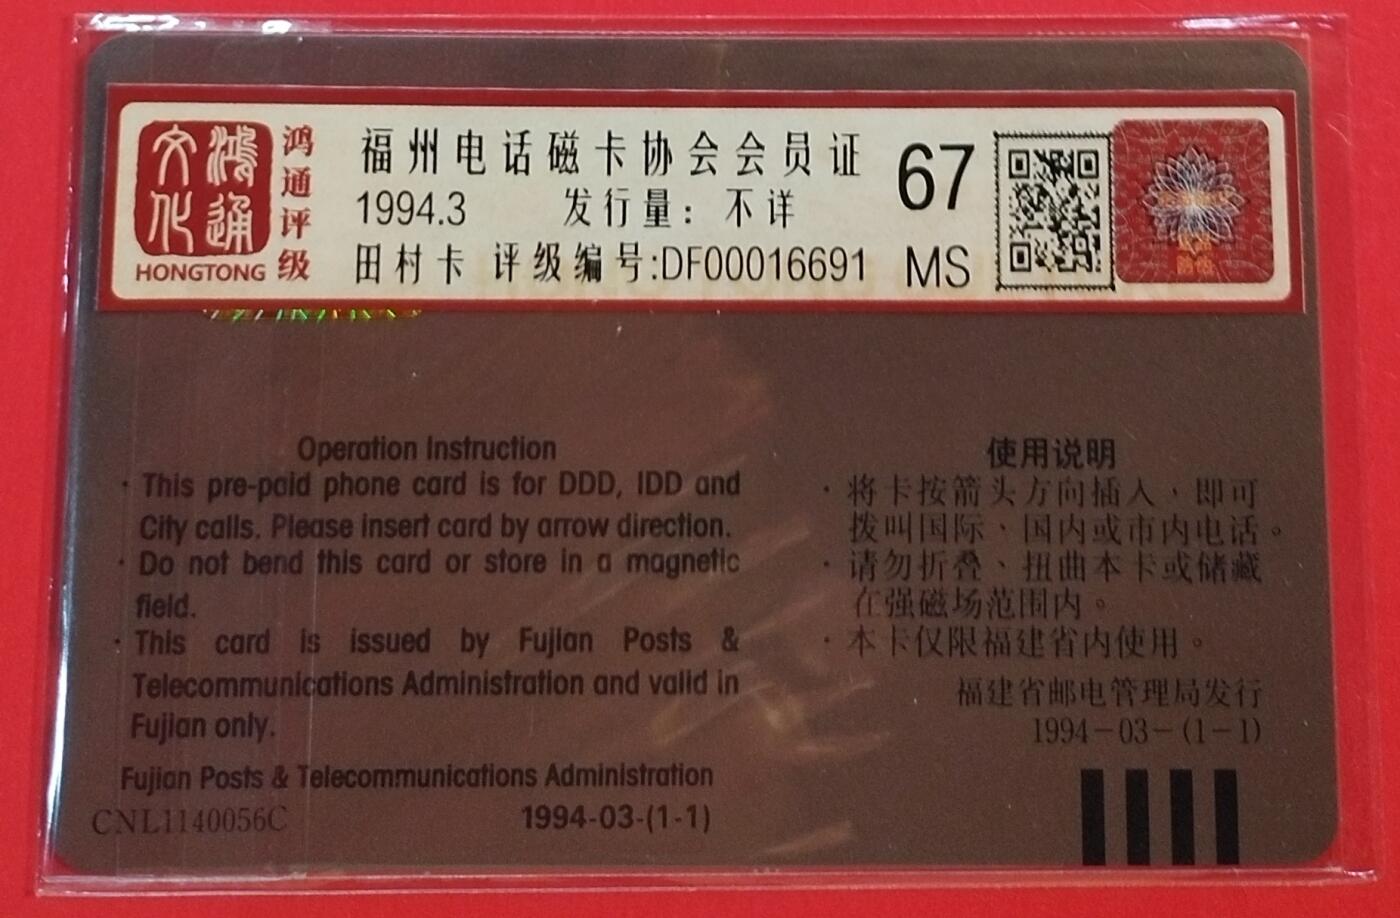 鸿通文化
HONGTONG
鸿通评级
福州电话磁卡协会会员证
1994.3 发行量：不详
田村卡 评级编号:DF00016691
67
MS
Operation Instruction
· This pre-paid phone card is for DDD, IDD and
City calls. Please insert card by arrow direction.
· Do not bend this card or store in a magnetic
field.
· This card is issued by Fujian Posts &
Telecommunications Administration and valid in
Fujian only.
Fujian Posts & Telecommunications Administration
CNL1140056C
1994-03-(1-1)
使用说明
· 将卡按箭头方向插入，即可
拨叫国际、国内或市内电话。
· 请勿折叠、扭曲本卡或储藏
在强磁场范围内。
· 本卡仅限福建省内使用。
福建省邮电管理局发行
1994－03－(1－1)